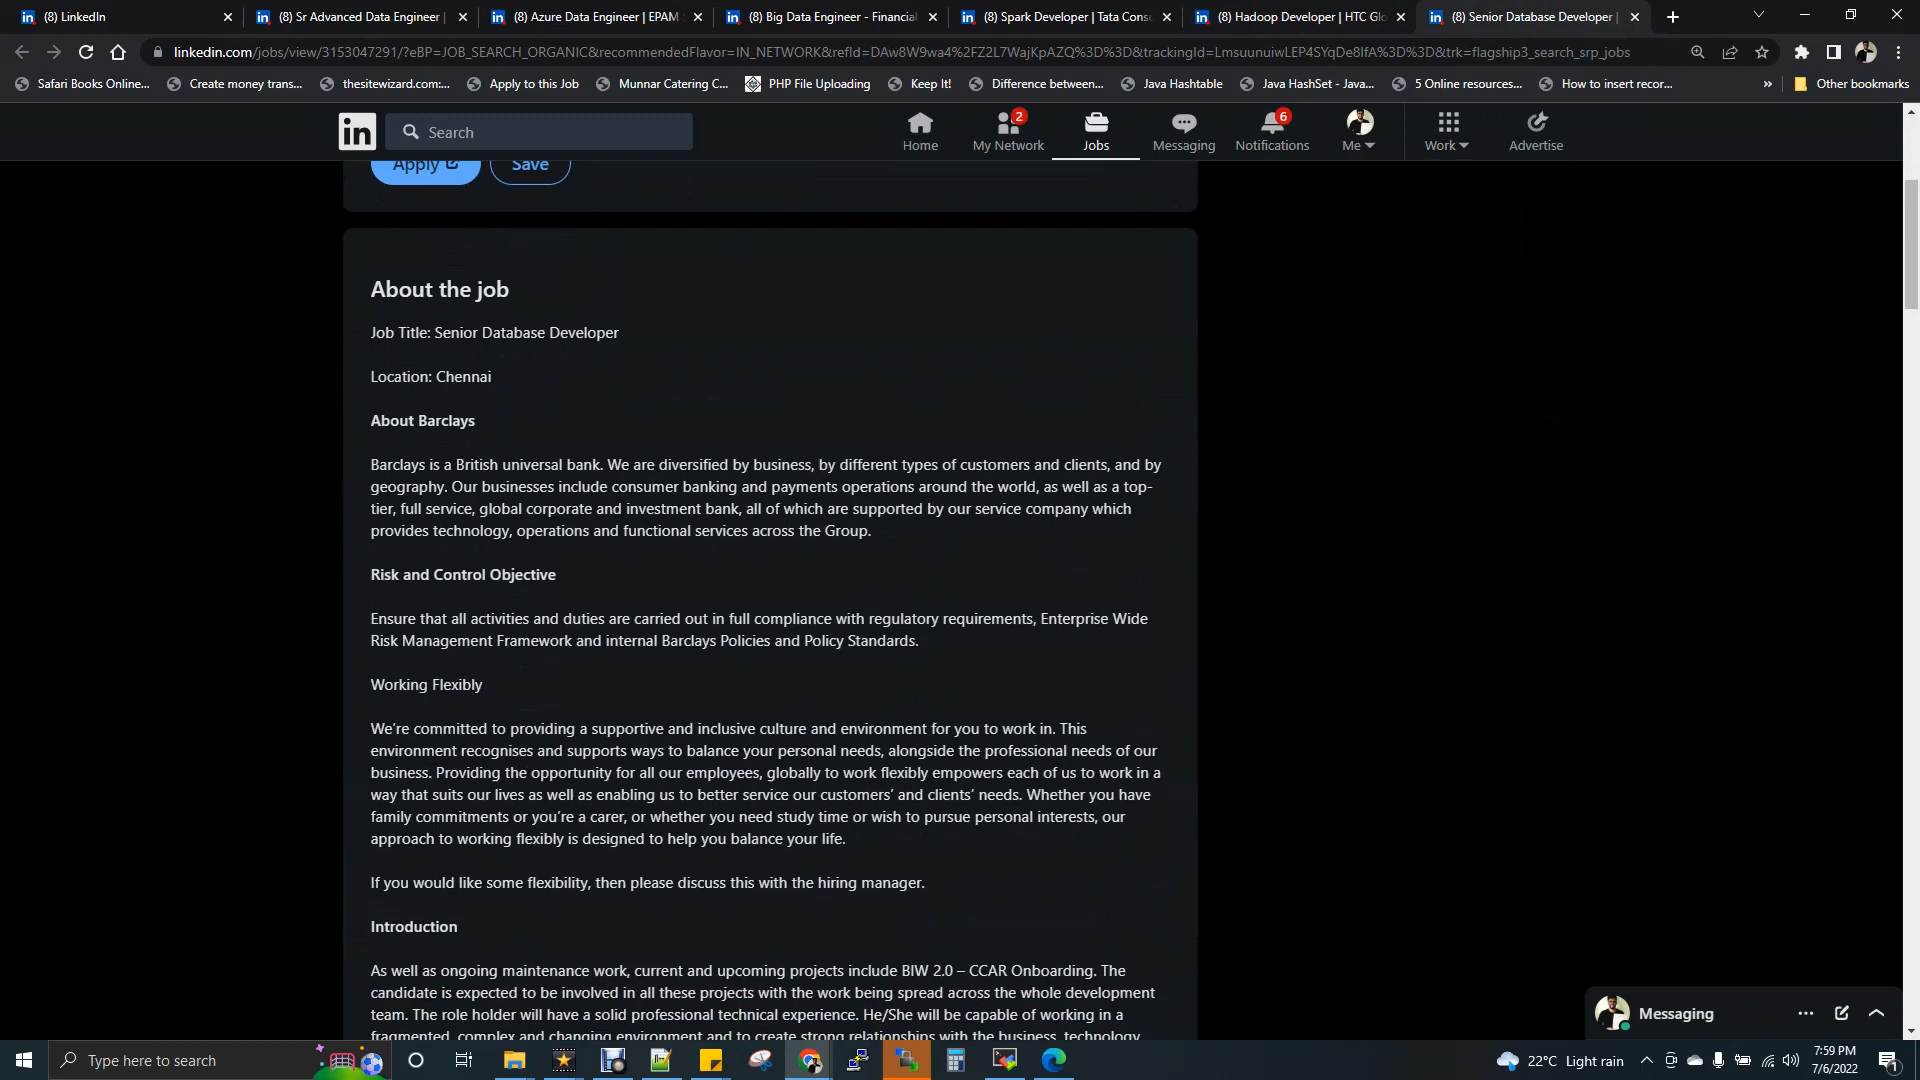 (8) LinkedIn
(8) Sr Advanced Data Engineer |
(8) Azure Data Engineer | EPAM
(8) Big Data Engineer - Financial
(8) Spark Developer | Tata Consu
(8) Hadoop Developer | HTC Glo
(8) Senior Database Developer |
linkedin.com/jobs/view/3153047291/?eBP=JOB_SEARCH_ORGANIC&recommendedFlavor=IN_NETWORK&refId=DAw8W9wa4%2FZ2L7WajKpAZQ%3D%3D&trackingId=LmsuunuiwLEP4SYqDe8IfA%3D%3D&trk=flagship3_search_srp_jobs
Safari Books Online...
Create money trans...
thesitewizard.com:...
Apply to this Job
Munnar Catering C...
PHP File Uploading
Keep It!
Difference between...
Java Hashtable
Java HashSet - Java...
5 Online resources...
How to insert recor...
» Other bookmarks
in
Search
Home
2
My Network
Jobs
Messaging
6
Notifications
Me
Work
Advertise
Apply
Save
About the job
Job Title: Senior Database Developer
Location: Chennai
About Barclays
Barclays is a British universal bank. We are diversified by business, by different types of customers and clients, and by
geography. Our businesses include consumer banking and payments operations around the world, as well as a top-
tier, full service, global corporate and investment bank, all of which are supported by our service company which
provides technology, operations and functional services across the Group.
Risk and Control Objective
Ensure that all activities and duties are carried out in full compliance with regulatory requirements, Enterprise Wide
Risk Management Framework and internal Barclays Policies and Policy Standards.
Working Flexibly
We're committed to providing a supportive and inclusive culture and environment for you to work in. This
environment recognises and supports ways to balance your personal needs, alongside the professional needs of our
business. Providing the opportunity for all our employees, globally to work flexibly empowers each of us to work in a
way that suits our lives as well as enabling us to better service our customers' and clients' needs. Whether you have
family commitments or you're a carer, or whether you need study time or wish to pursue personal interests, our
approach to working flexibly is designed to help you balance your life.
If you would like some flexibility, then please discuss this with the hiring manager.
Introduction
As well as ongoing maintenance work, current and upcoming projects include BIW 2.0 – CCAR Onboarding. The
candidate is expected to be involved in all these projects with the work being spread across the whole development
team. The role holder will have a solid professional technical experience. He/She will be capable of working in a
fragmented, complex and changing environment and to create strong relationships with the business, technology
Messaging
Type here to search
22°C Light rain
7:59 PM
7/6/2022
1